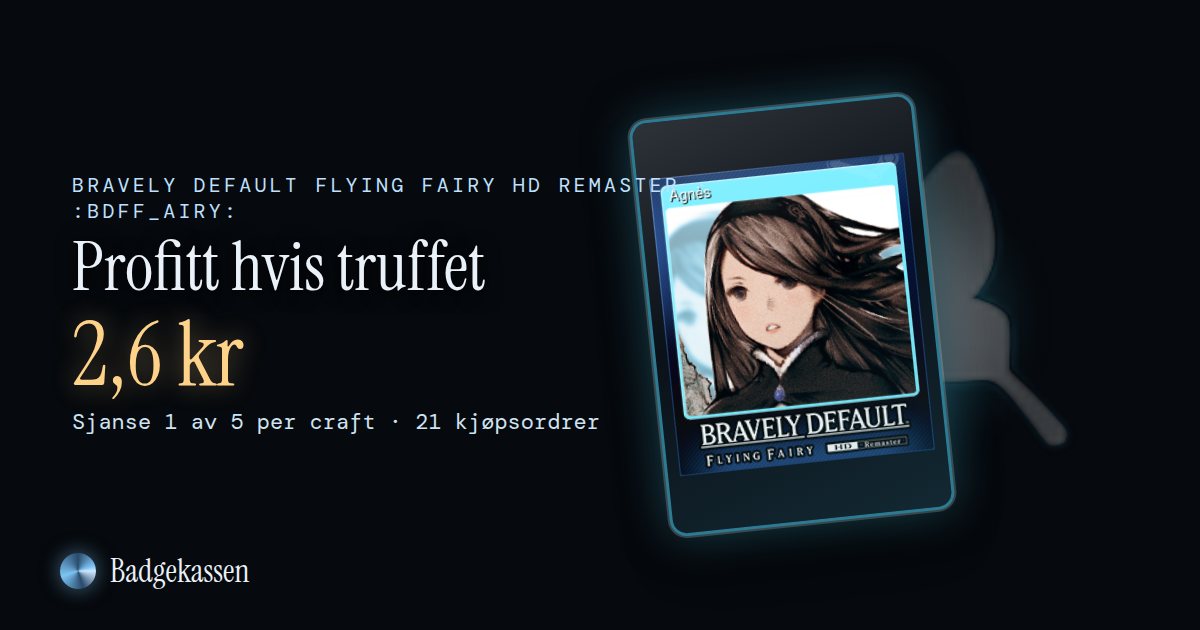 BRAVELY DEFAULT FLYING FAIRY HD REMASTER
:BDFF_AIRY:
Profitt hvis truffet
2,6 kr
Sjanse 1 av 5 per craft · 21 kjøpsordrer
Agnès
BRAVELY DEFAULT
FLYING FAIRY HD Remaster
Badgekassen